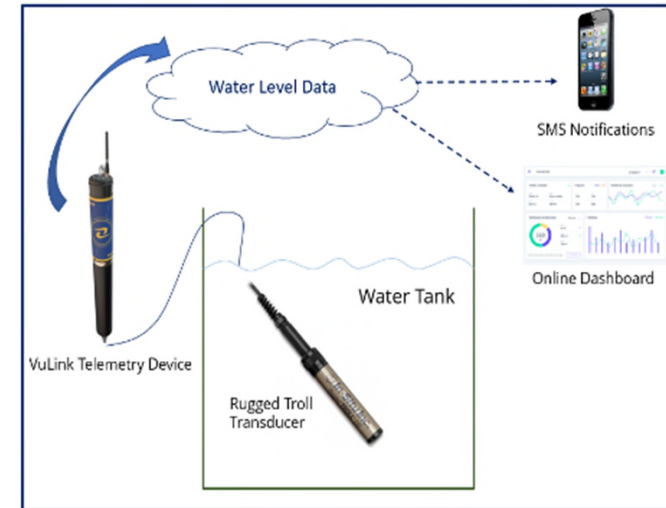 Water Level Data
SMS Notifications
Online Dashboard
Water Tank
VuLink Telemetry Device
Rugged Troll
Transducer